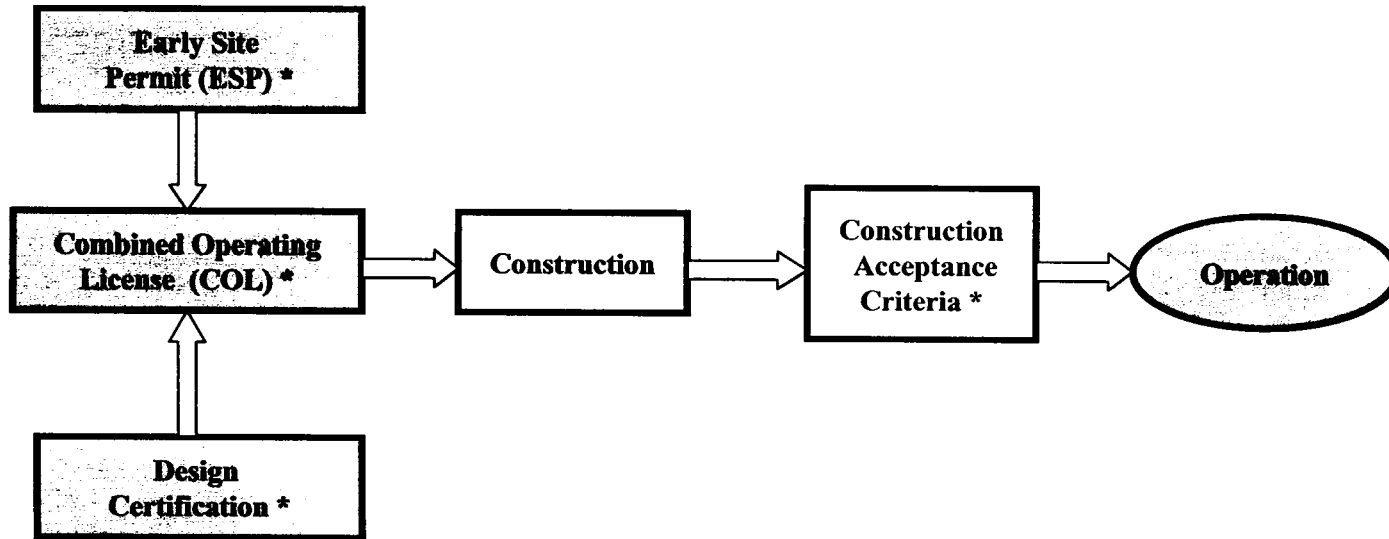 Early Site
Permit (ESP) *
Combined Operating
License (COL) *
Construction
Construction
Acceptance
Criteria *
Operation
Design
Certification *